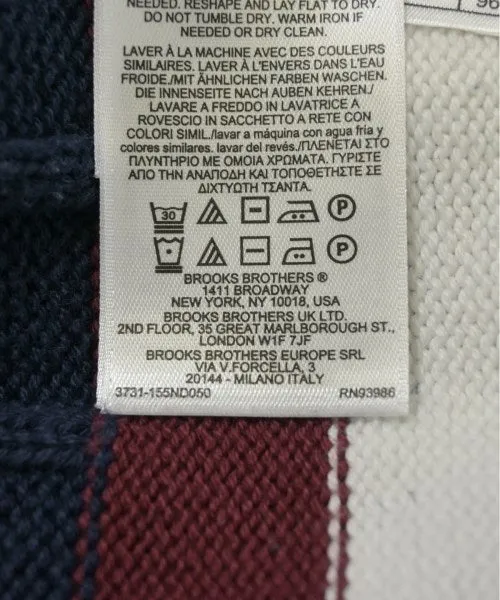 NEEDED. RESHAPE AND LAY FLAT TO DRY.
DO NOT TUMBLE DRY. WARM IRON IF
NEEDED OR DRY CLEAN.
LAVER À LA MACHINE AVEC DES COULEURS
SIMILAIRES. LAVER À L'ENVERS DANS L'EAU
FROIDE./MIT ÄHNLICHEN FARBEN WASCHEN.
DIE INNENSEITE NACH AUBEN KEHREN./
LAVARE A FREDDO IN LAVATRICE A
ROVESCIO IN SACCHETTO A RETE CON
COLORI SIMIL./lavar a máquina con agua fría y
colores similares. lavar del revés./ΠΛΕΝΕΤΑΙ ΣΤΟ
ΠΛΥΝΤΗΡΙΟ ΜΕ ΟΜΟΙΑ ΧΡΩΜΑΤΑ. ΓΥΡΙΣΤΕ
ΑΠΟ ΤΗΝ ΑΝΑΠΟΔΗ ΚΑΙ ΤΟΠΟΘΕΤΗΣΤΕ ΣΕ
ΔΙΧΤΥΩΤΗ ΤΣΑΝΤΑ.
30 P
P
BROOKS BROTHERS ®
1411 BROADWAY
NEW YORK, NY 10018, USA
BROOKS BROTHERS UK LTD.
2ND FLOOR, 35 GREAT MARLBOROUGH ST.,
LONDON W1F 7JF
BROOKS BROTHERS EUROPE SRL
VIA V.FORCELLA, 3
20144 - MILANO ITALY
3731-155ND050 RN93986